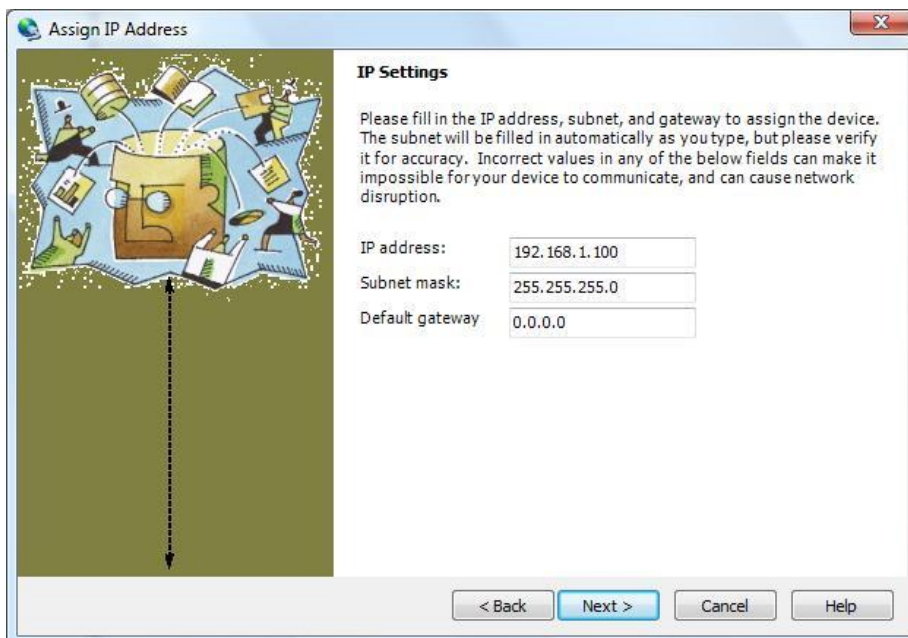 Assign IP Address
IP Settings
Please fill in the IP address, subnet, and gateway to assign the device.
The subnet will be filled in automatically as you type, but please verify
it for accuracy. Incorrect values in any of the below fields can make it
impossible for your device to communicate, and can cause network
disruption.
IP address: 192.168.1.100
Subnet mask: 255.255.255.0
Default gateway 0.0.0.0
< Back Next > Cancel Help